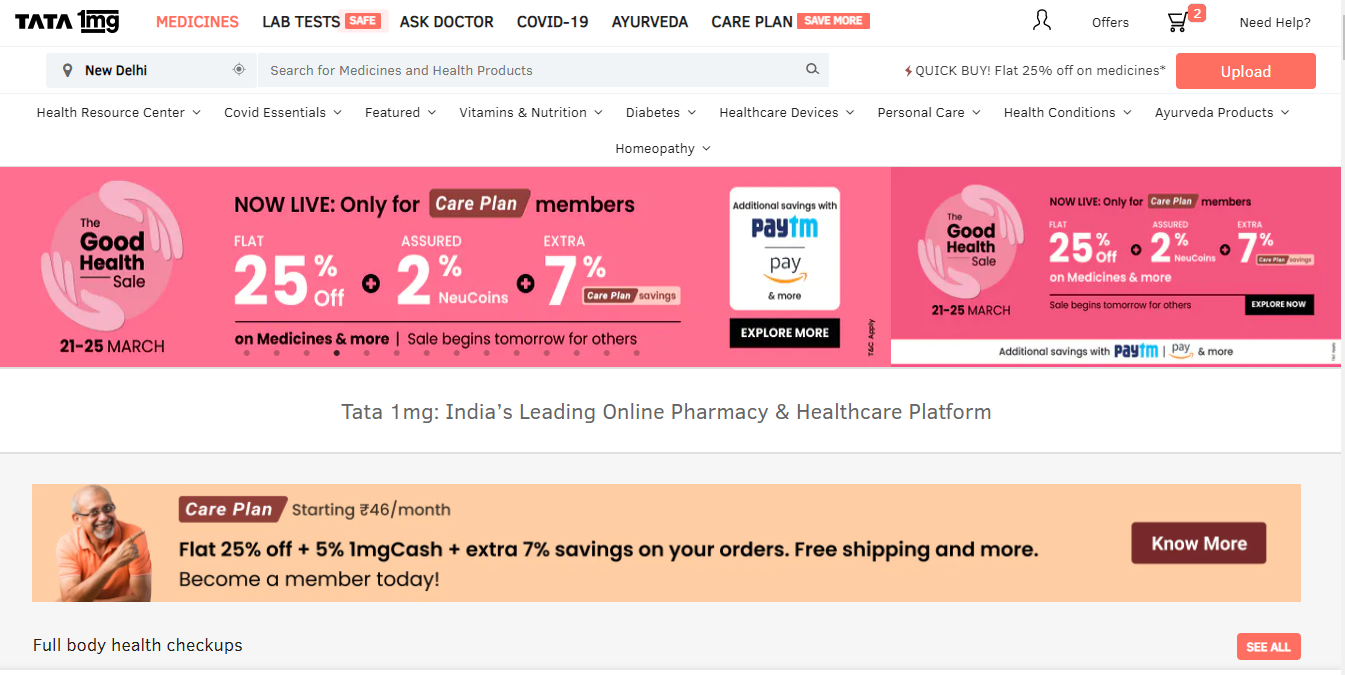 TATA 1mg
MEDICINES LAB TESTS SAFE ASK DOCTOR COVID-19 AYURVEDA CARE PLAN SAVE MORE Offers 2 Need Help?
New Delhi Search for Medicines and Health Products QUICK BUY! Flat 25% off on medicines* Upload
Health Resource Center Covid Essentials Featured Vitamins & Nutrition Diabetes Healthcare Devices Personal Care Health Conditions Ayurveda Products
Homeopathy
The
Good
Health
Sale
21-25 MARCH
NOW LIVE: Only for Care Plan members
FLAT ASSURED EXTRA
25% Off + 2% NeuCoins + 7% Care Plan savings
on Medicines & more | Sale begins tomorrow for others
Additional savings with
paytm
pay
& more
EXPLORE MORE
T&C Apply
The
Good
Health
Sale
21-25 MARCH
NOW LIVE: Only for Care Plan members
FLAT ASSURED EXTRA
25% Off + 2% NeuCoins + 7% Care Plan savings
on Medicines & more
Sale begins tomorrow for others EXPLORE NOW
Additional savings with paytm | pay & more
Tata 1mg: India’s Leading Online Pharmacy & Healthcare Platform
Care Plan Starting ₹46/month
Flat 25% off + 5% 1mgCash + extra 7% savings on your orders. Free shipping and more.
Become a member today!
Know More
Full body health checkups SEE ALL